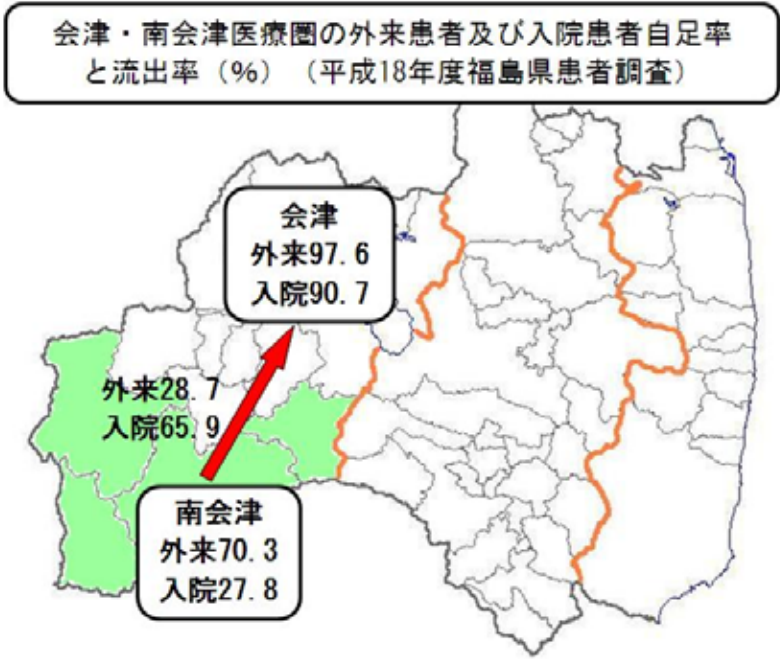 会津・南会津医療圏の外来患者及び入院患者自足率
と流出率（%）（平成18年度福島県患者調査）
会津
外来97.6
入院90.7
外来28.7
入院65.9
南会津
外来70.3
入院27.8